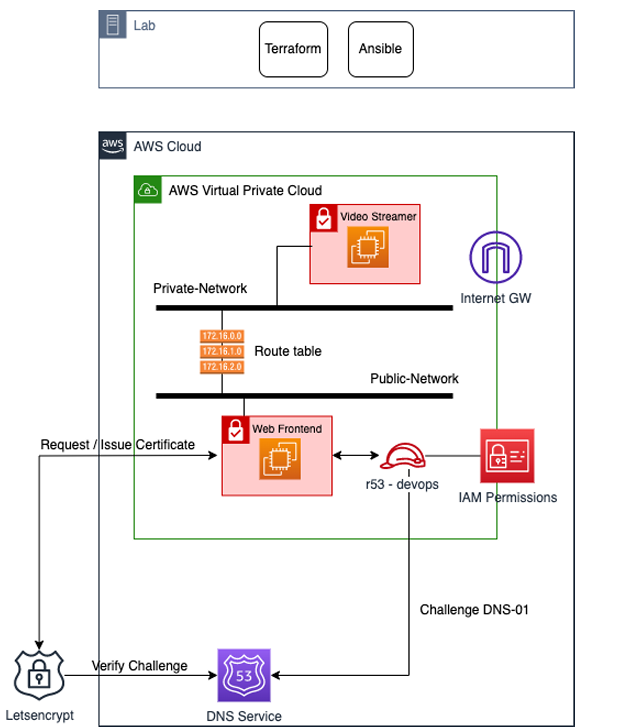 Lab
Terraform
Ansible
aws
AWS Cloud
AWS Virtual Private Cloud
Video Streamer
Private-Network
Internet GW
172.16.0.0
172.16.1.0
172.16.2.0
Route table
Public-Network
Web Frontend
Request / Issue Certificate
r53 - devops
IAM Permissions
Challenge DNS-01
Verify Challenge
53
Letsencrypt
DNS Service